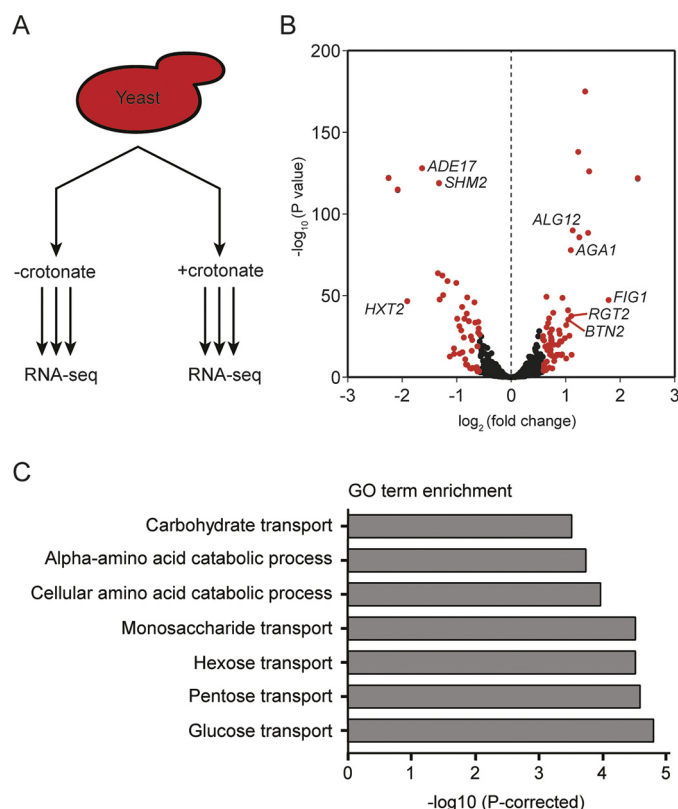 A
Yeast
-crotonate
+crotonate
RNA-seq
RNA-seq
B
200
150
100
50
0
-log10 (P value)
-3
-2
-1
0
1
2
3
log2 (fold change)
ADE17
SHM2
HXT2
ALG12
AGA1
FIG1
RGT2
BTN2
C
GO term enrichment
Carbohydrate transport
Alpha-amino acid catabolic process
Cellular amino acid catabolic process
Monosaccharide transport
Hexose transport
Pentose transport
Glucose transport
0
1
2
3
4
5
-log10 (P-corrected)